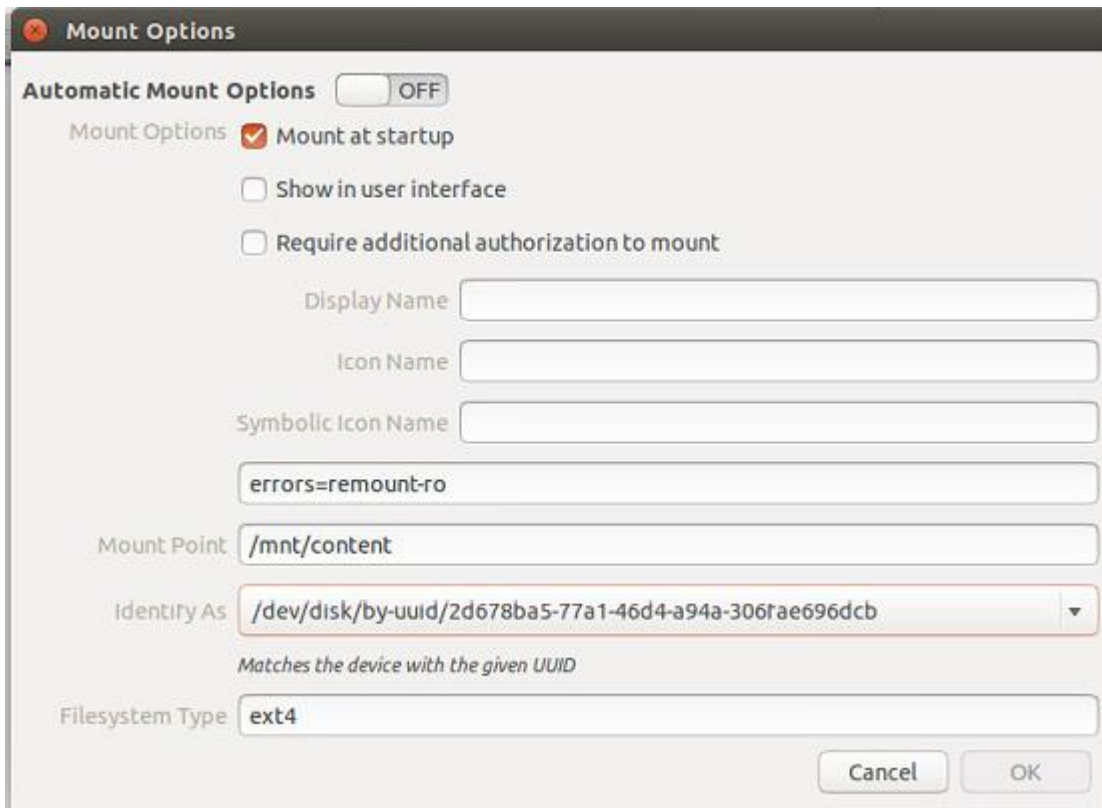 Mount Options
Automatic Mount Options OFF
Mount Options Mount at startup
Show in user interface
Require additional authorization to mount
Display Name
Icon Name
Symbolic Icon Name
errors=remount-ro
Mount Point /mnt/content
Identify As /dev/disk/by-uuid/2d678ba5-77a1-46d4-a94a-306fae696dcb
Matches the device with the given UUID
Filesystem Type ext4
Cancel OK